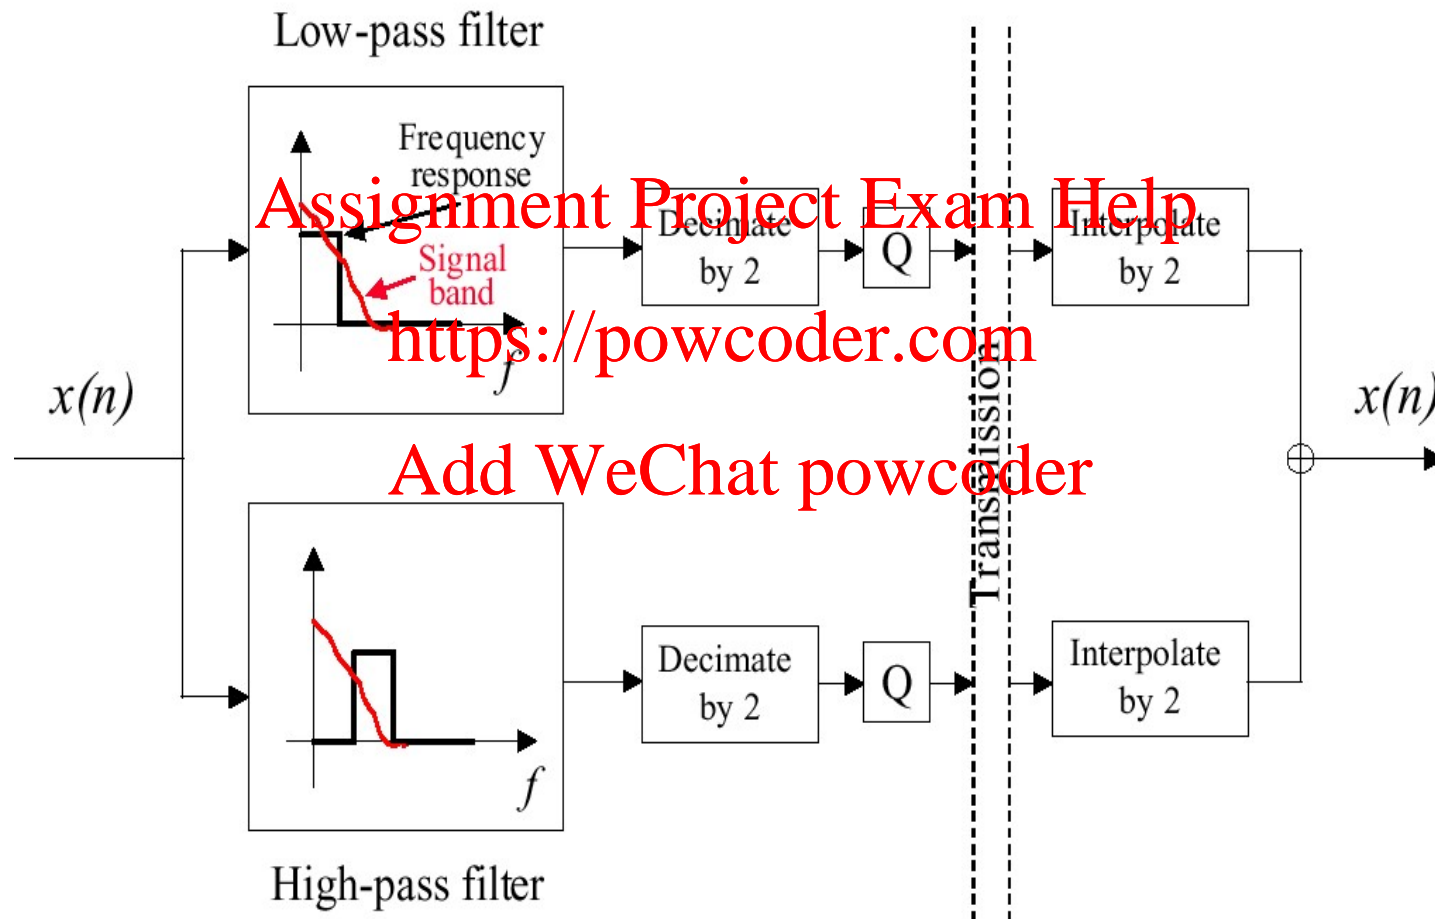 Low-pass filter
Frequency
response
Signal
band
f
Assignment Project Exam Help
Decimate
by 2
Q
Interpolate
by 2
https://powcoder.com
x(n)
Transmission
x(n)
Add WeChat powcoder
f
Decimate
by 2
Q
Interpolate
by 2
High-pass filter